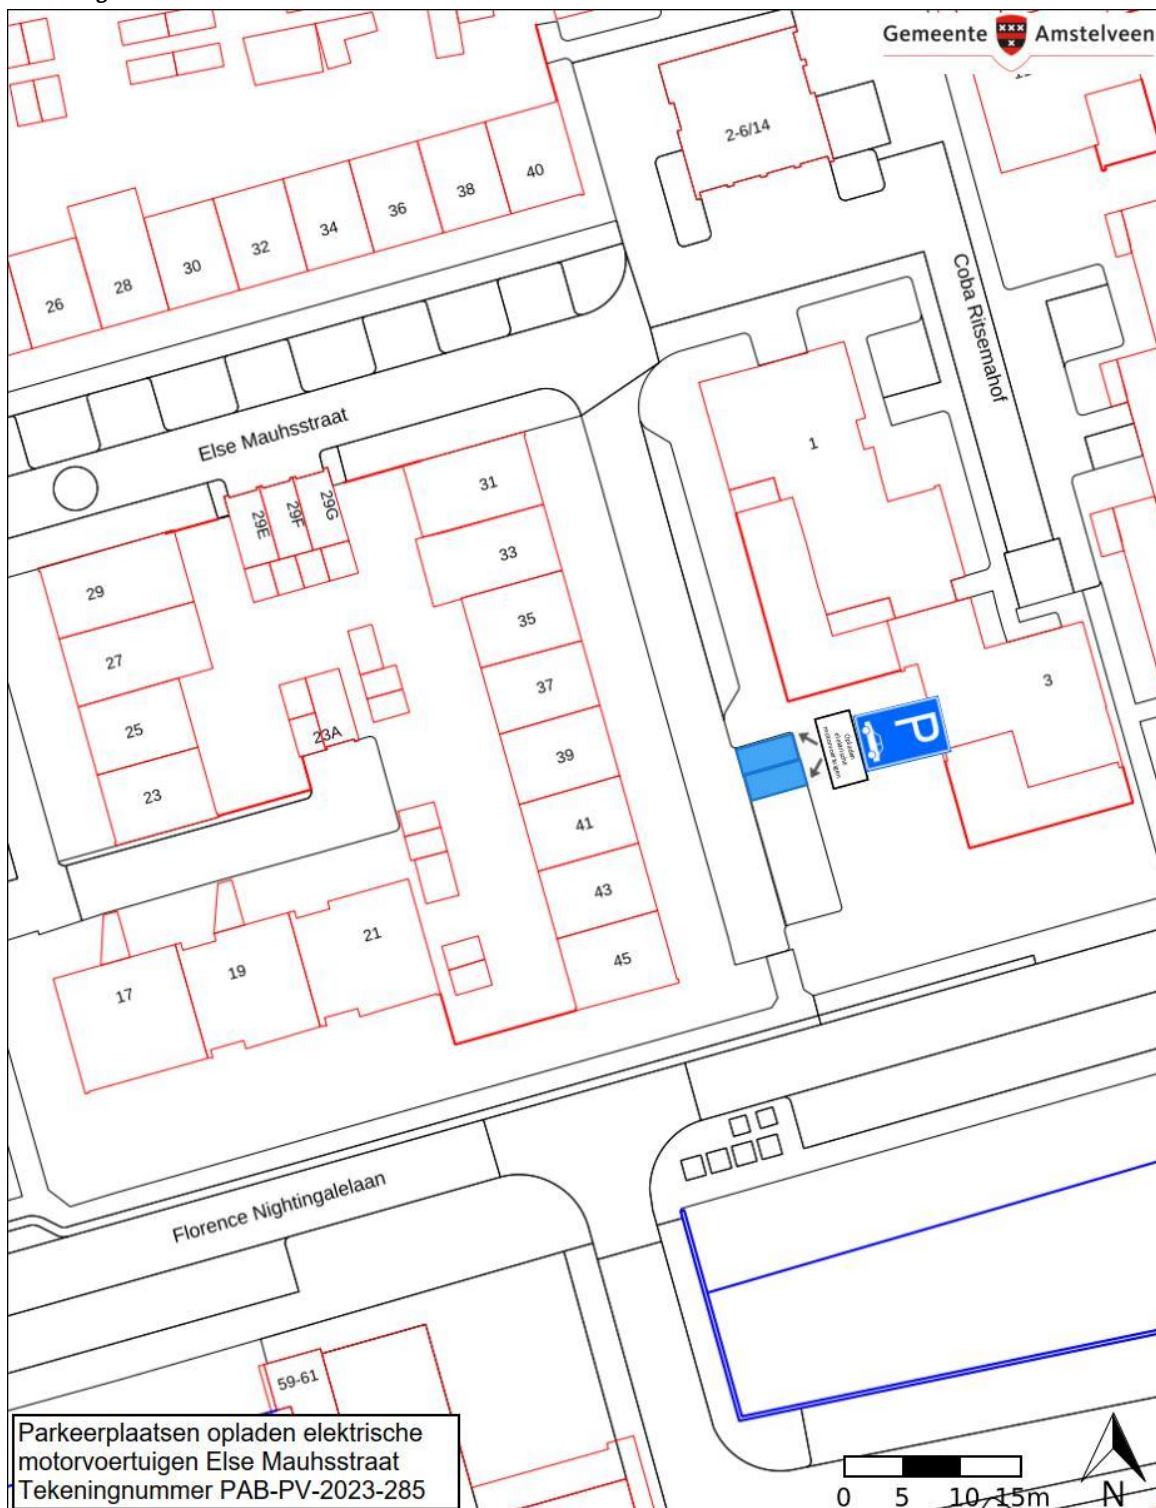 Gemeente Amstelveen
2-6/14
40
38
36
34
32
30
28
26
Coba Ritsemahof
Else Mauhsstraat
1
31
29G
29F
29E
33
29
35
27
37
3
25
23A
39
P
Opladen
elektrische
motorvoertuigen
23
41
43
21
45
19
17
Florence Nightingalelaan
59-61
Parkeerplaatsen opladen elektrische
motorvoertuigen Else Mauhsstraat
Tekeningnummer PAB-PV-2023-285
0 5 10 15m
N